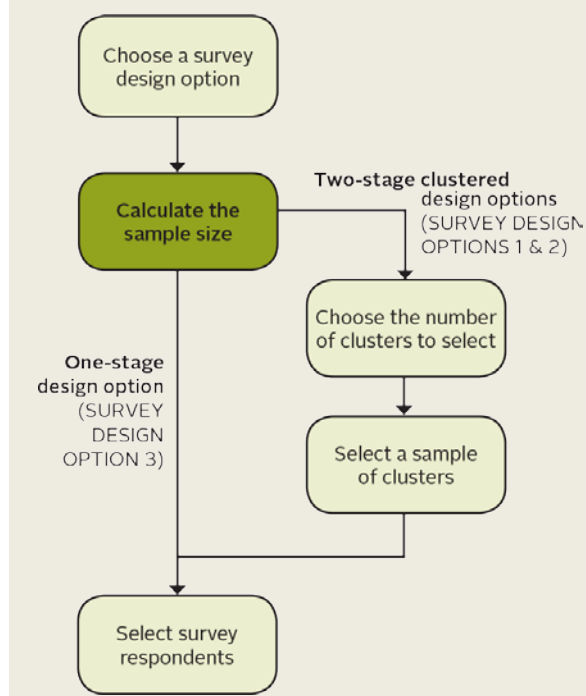 Choose a survey
design option
Calculate the
sample size
Two-stage clustered
design options
(SURVEY DESIGN
OPTIONS 1 & 2)
Choose the number
of clusters to select
One-stage
design option
(SURVEY
DESIGN
OPTION 3)
Select a sample
of clusters
Select survey
respondents